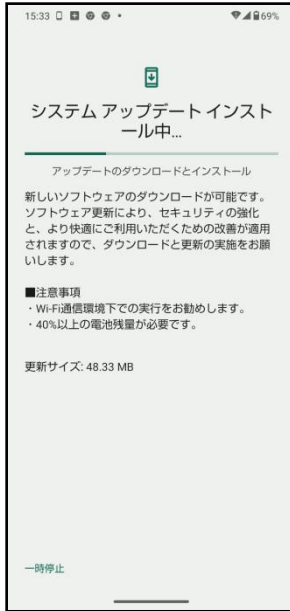 15:33 69%
システム アップデート インスト
ール中...
アップデートのダウンロードとインストール
新しいソフトウェアのダウンロードが可能です。
ソフトウェア更新により、セキュリティの強化
と、より快適にご利用いただくための改善が適用
されますので、ダウンロードと更新の実施をお願
いします。
■注意事項
・Wi-Fi通信環境下での実行をお勧めします。
・40%以上の電池残量が必要です。
更新サイズ: 48.33 MB
一時停止